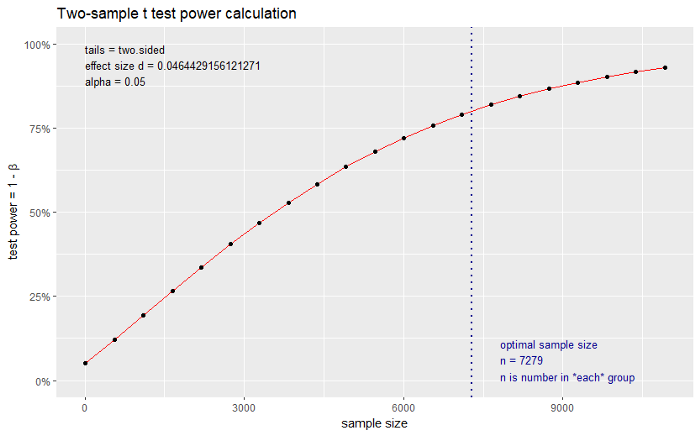 Two-sample t test power calculation
100%
75%
50%
25%
0%
test power = 1 - β
tails = two.sided
effect size d = 0.0464429156121271
alpha = 0.05
optimal sample size
n = 7279
n is number in *each* group
0
3000
6000
9000
sample size